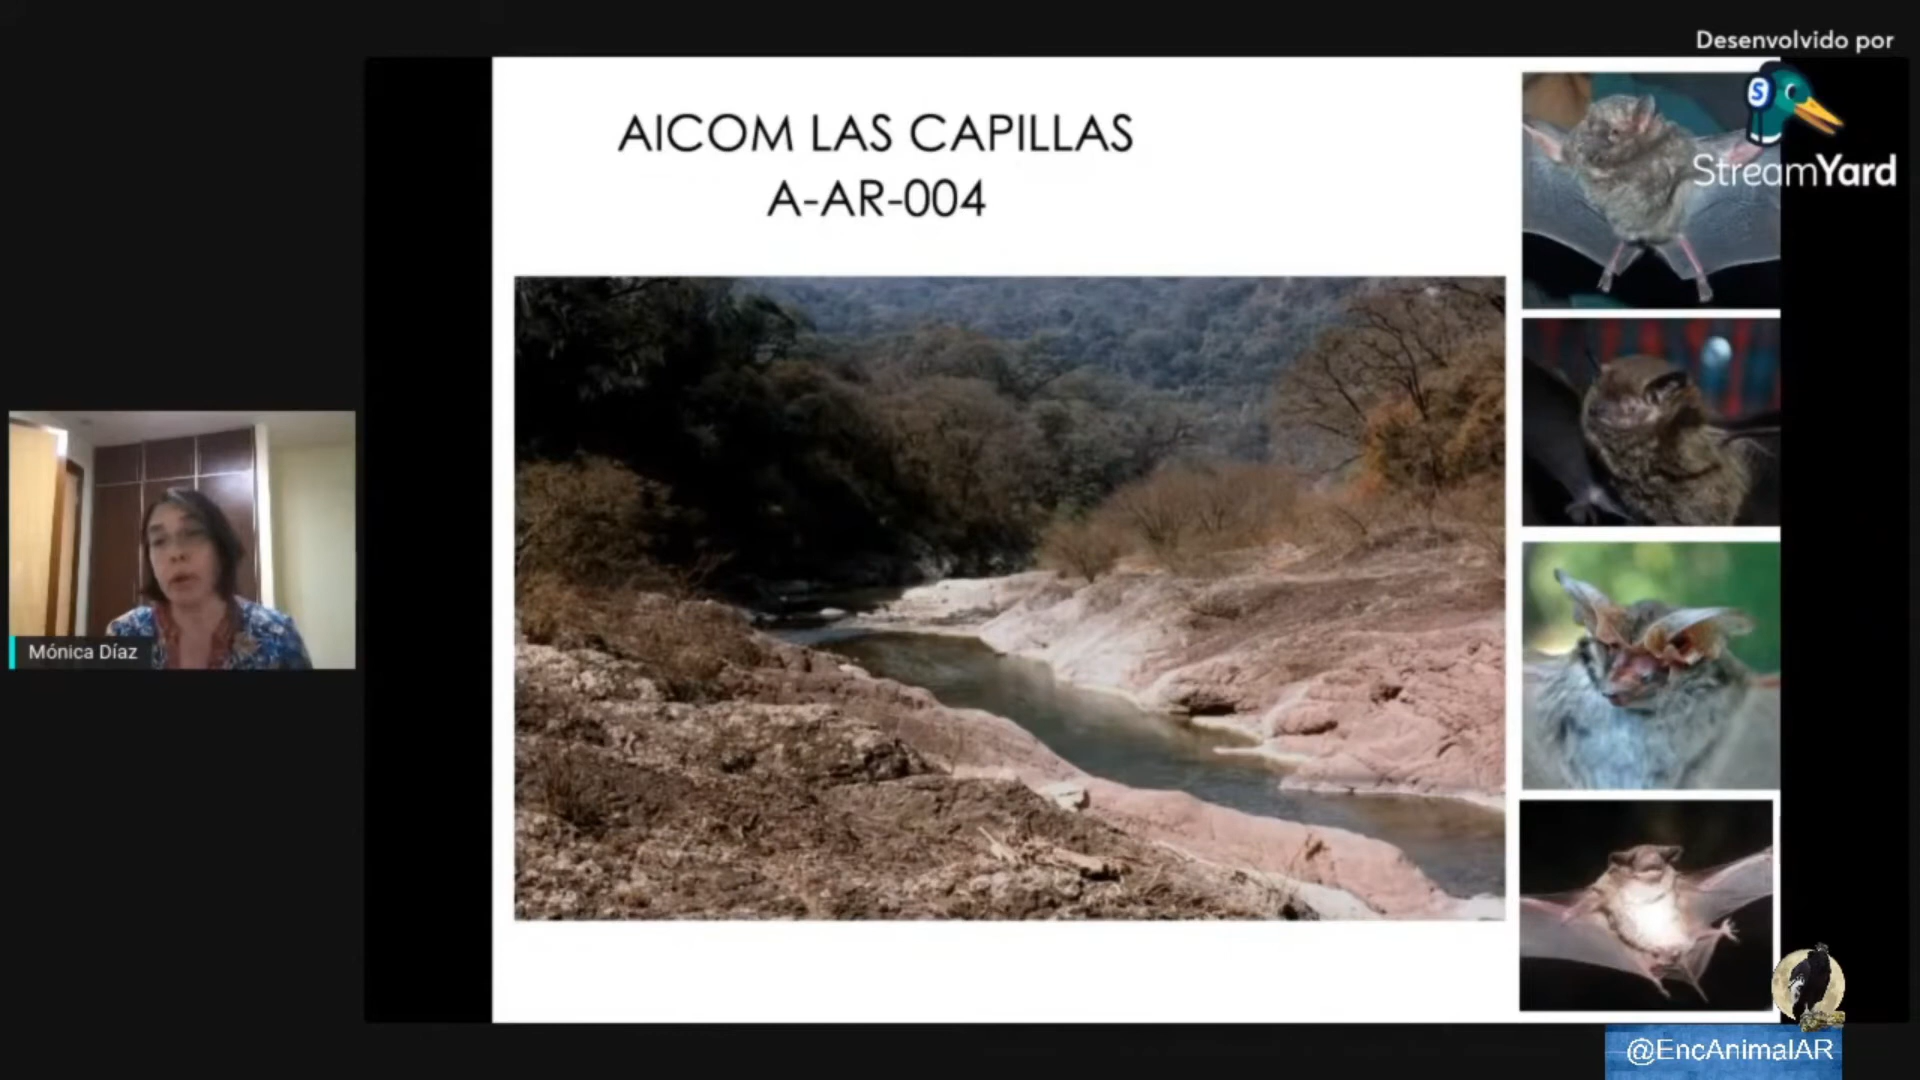 Desenvolvido por
StreamYard
AICOM LAS CAPILLAS
A-AR-004
Mónica Díaz
@EncAnimalAR